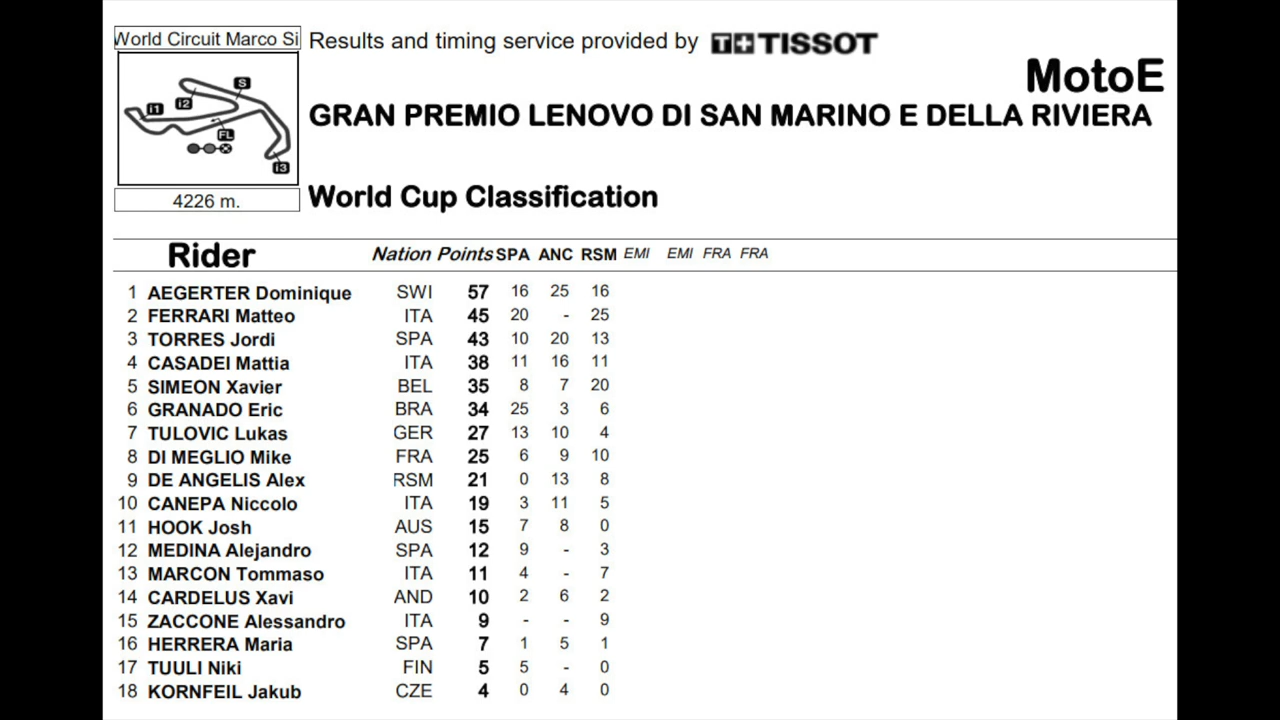 World Circuit Marco Si
Results and timing service provided by T+ TISSOT
MotoE
GRAN PREMIO LENOVO DI SAN MARINO E DELLA RIVIERA
S
i1
i2
FL
i3
4226 m.
World Cup Classification
Rider Nation Points SPA ANC RSM EMI EMI FRA FRA
1 AEGERTER Dominique SWI 57 16 25 16
2 FERRARI Matteo ITA 45 20 - 25
3 TORRES Jordi SPA 43 10 20 13
4 CASADEI Mattia ITA 38 11 16 11
5 SIMEON Xavier BEL 35 8 7 20
6 GRANADO Eric BRA 34 25 3 6
7 TULOVIC Lukas GER 27 13 10 4
8 DI MEGLIO Mike FRA 25 6 9 10
9 DE ANGELIS Alex RSM 21 0 13 8
10 CANEPA Niccolo ITA 19 3 11 5
11 HOOK Josh AUS 15 7 8 0
12 MEDINA Alejandro SPA 12 9 - 3
13 MARCON Tommaso ITA 11 4 - 7
14 CARDELUS Xavi AND 10 2 6 2
15 ZACCONE Alessandro ITA 9 - - 9
16 HERRERA Maria SPA 7 1 5 1
17 TUULI Niki FIN 5 5 - 0
18 KORNFEIL Jakub CZE 4 0 4 0